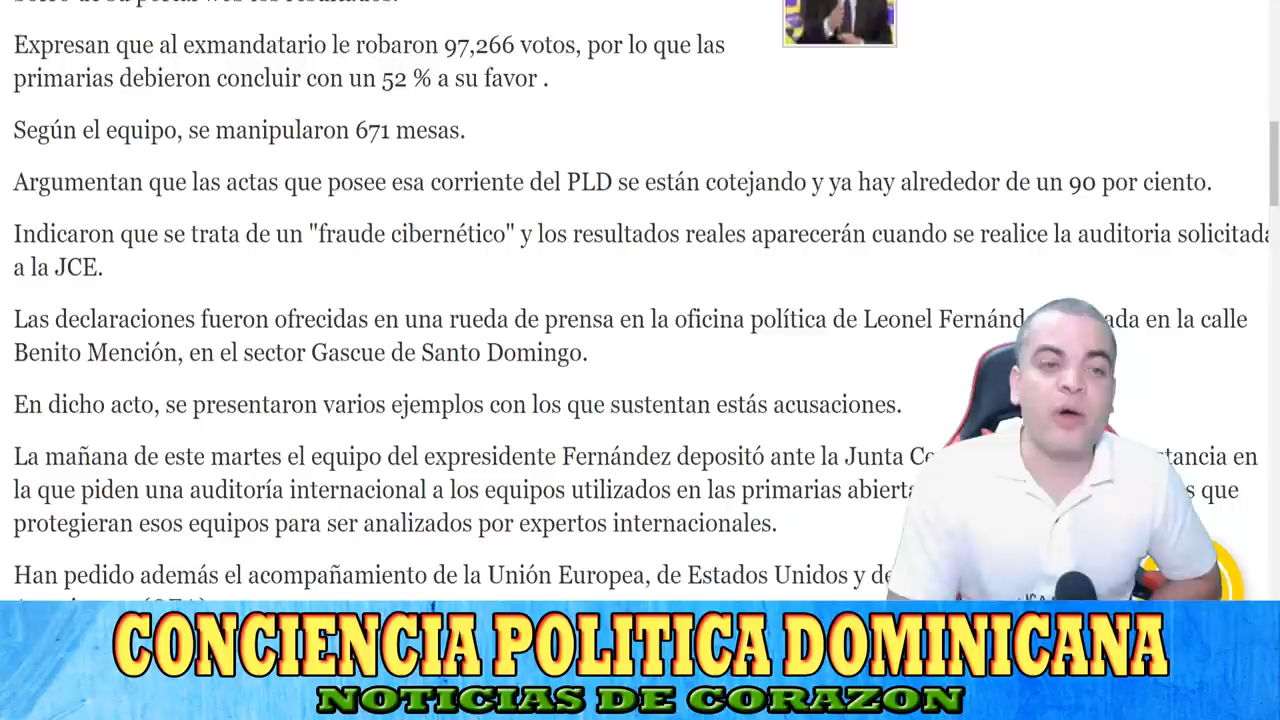 Expresan que al exmandatario le robaron 97,266 votos, por lo que las
primarias debieron concluir con un 52 % a su favor .
Según el equipo, se manipularon 671 mesas.
Argumentan que las actas que posee esa corriente del PLD se están cotejando y ya hay alrededor de un 90 por ciento.
Indicaron que se trata de un "fraude cibernético" y los resultados reales aparecerán cuando se realice la auditoria solicitada
a la JCE.
Las declaraciones fueron ofrecidas en una rueda de prensa en la oficina política de Leonel en la calle
Benito Mención, en el sector Gascue de Santo Domingo.
En dicho acto, se presentaron varios ejemplos con los que sustentan estás acusaciones.
La mañana de este martes el equipo del expresidente Fernández depositó ante la Junta en
la que piden una auditoría internacional a los equipos utilizados en las primarias que
protegieran esos equipos para ser analizados por expertos internacionales.
Han pedido además el acompañamiento de la Unión Europea, de Estados Unidos y
CONCIENCIA POLITICA DOMINICANA
NOTICIAS DE CORAZON